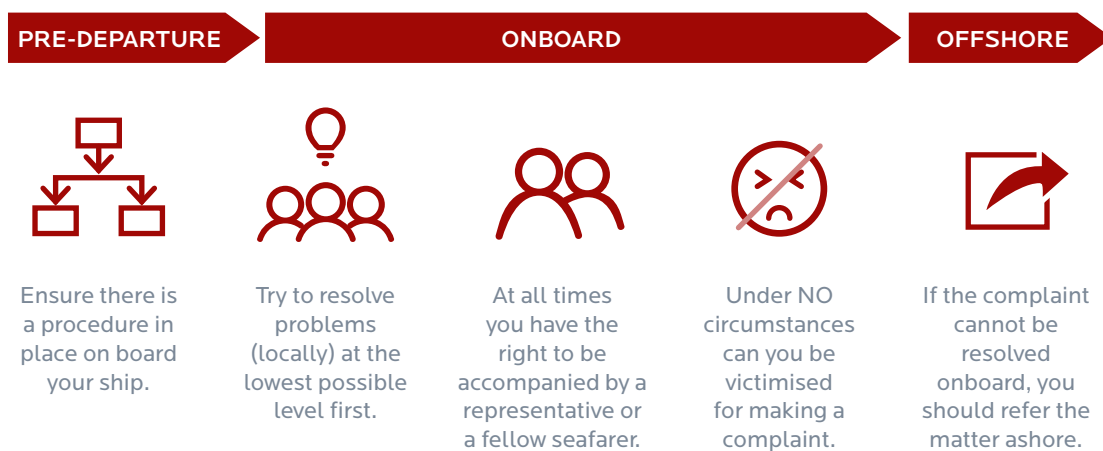 PRE-DEPARTURE
ONBOARD
OFFSHORE
Ensure there is
a procedure in
place on board
your ship.
Try to resolve
problems
(locally) at the
lowest possible
level first.
At all times
you have the
right to be
accompanied by a
representative or
a fellow seafarer.
Under NO
circumstances
can you be
victimised
for making a
complaint.
If the complaint
cannot be
resolved
onboard, you
should refer the
matter ashore.